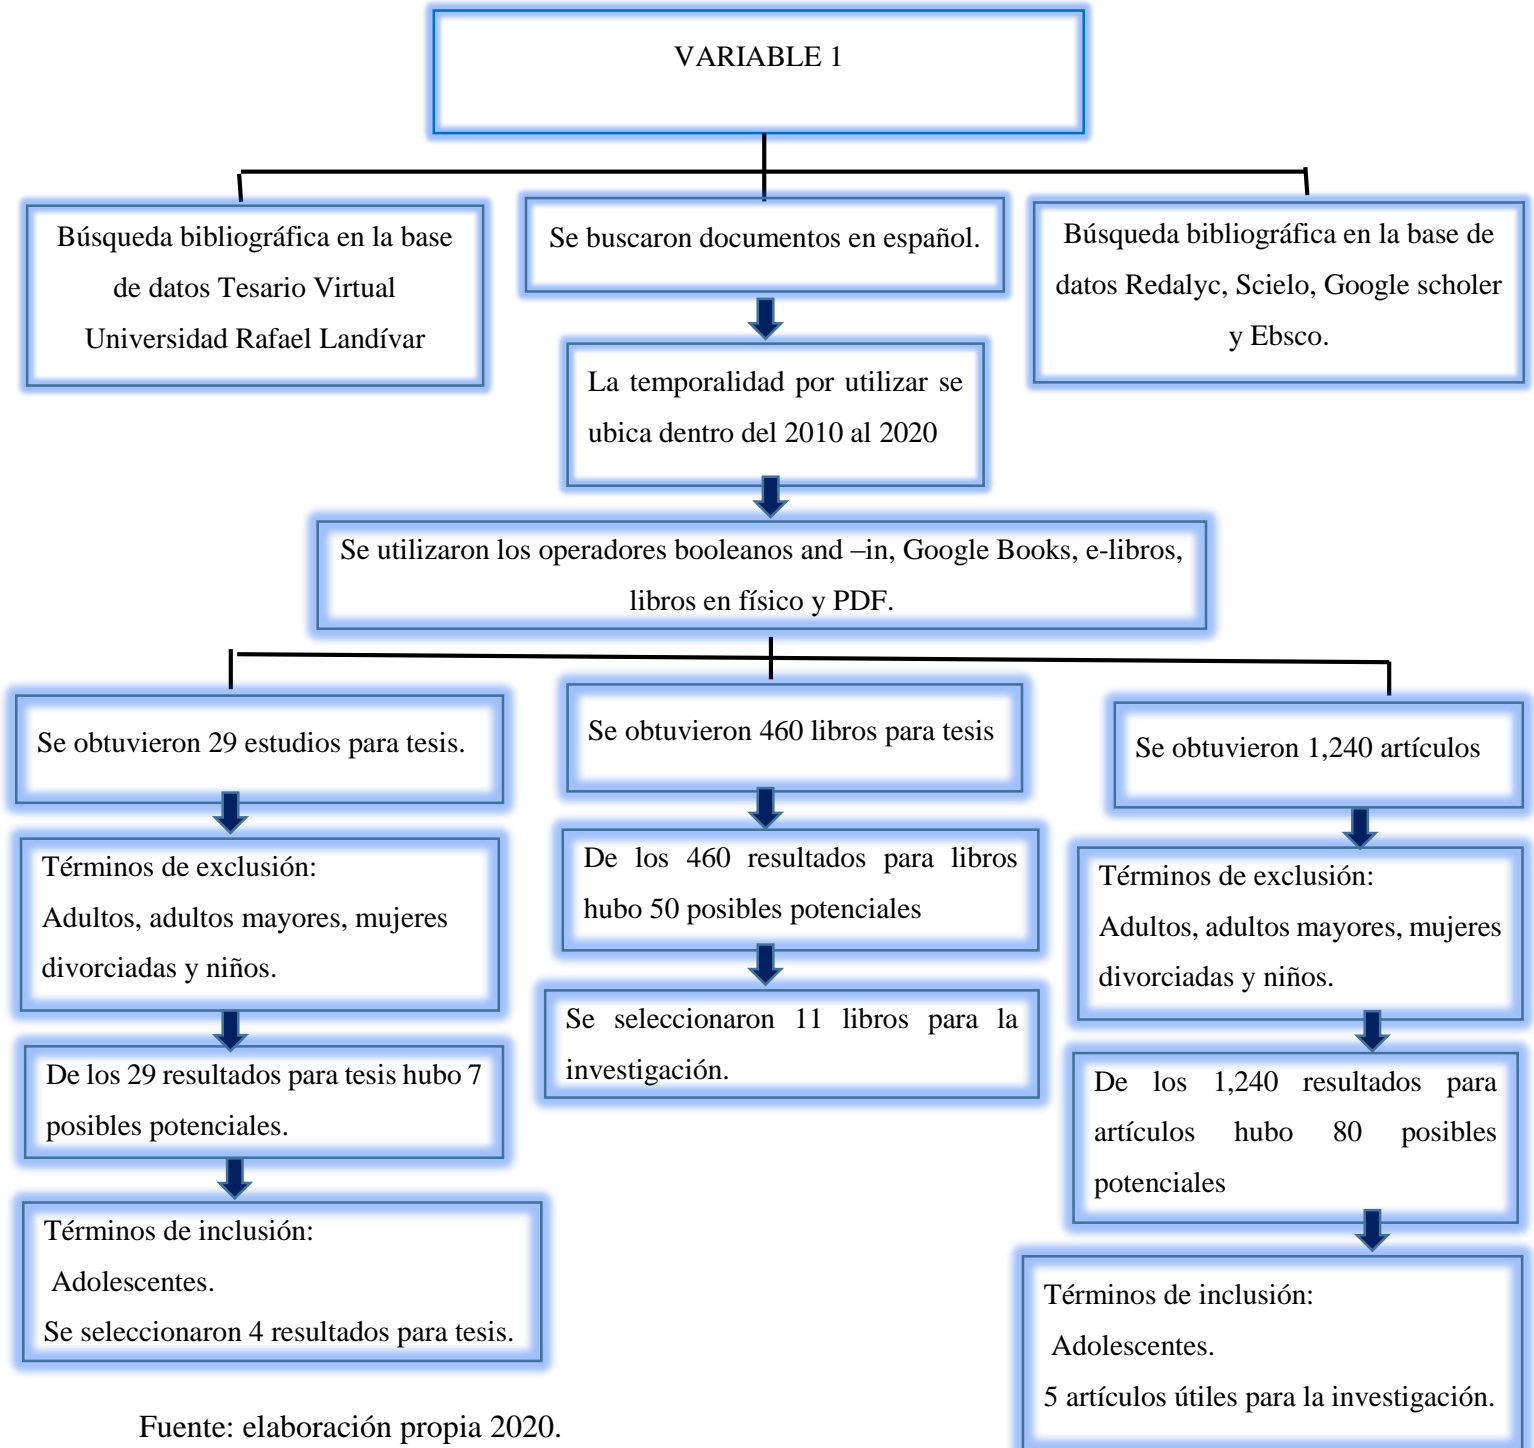 VARIABLE 1
Búsqueda bibliográfica en la base
de datos Tesario Virtual
Universidad Rafael Landívar
Se buscaron documentos en español.
Búsqueda bibliográfica en la base de
datos Redalyc, Scielo, Google scholer
y Ebsco.
La temporalidad por utilizar se
ubica dentro del 2010 al 2020
Se utilizaron los operadores booleanos and –in, Google Books, e-libros,
libros en físico y PDF.
Se obtuvieron 29 estudios para tesis.
Términos de exclusión:
Adultos, adultos mayores, mujeres
divorciadas y niños.
De los 29 resultados para tesis hubo 7
posibles potenciales.
Términos de inclusión:
Adolescentes.
Se seleccionaron 4 resultados para tesis.
Se obtuvieron 460 libros para tesis
De los 460 resultados para libros
hubo 50 posibles potenciales
Se seleccionaron 11 libros para la
investigación.
Se obtuvieron 1,240 artículos
Términos de exclusión:
Adultos, adultos mayores, mujeres
divorciadas y niños.
De los 1,240 resultados para
artículos hubo 80 posibles
potenciales
Términos de inclusión:
Adolescentes.
5 artículos útiles para la investigación.
Fuente: elaboración propia 2020.